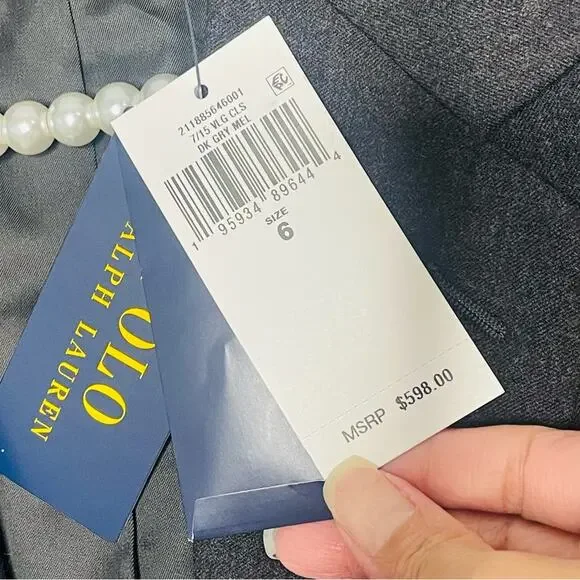 211885646001
7/15 VLG CLS
DK GRY MEL
1 95934 89644 4
SIZE
6
MSRP $598.00
OLO
ALPH LAUREN